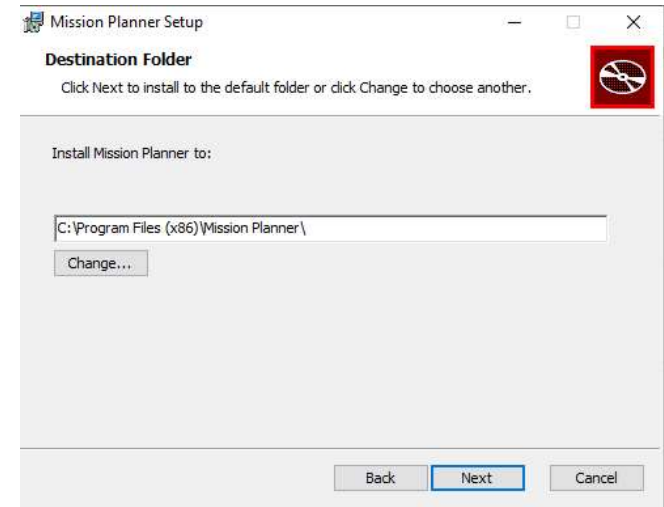 Mission Planner Setup
Destination Folder
Click Next to install to the default folder or click Change to choose another.
Install Mission Planner to:
C:\Program Files (x86)\Mission Planner\
Change...
Back Next Cancel